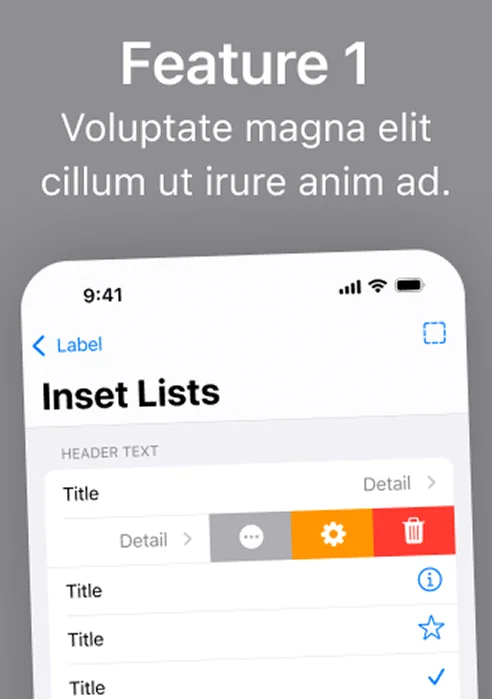 Feature 1
Voluptate magna elit
cillum ut irure anim ad.
9:41
Label
Inset Lists
HEADER TEXT
Title Detail
Detail
Title
Title
Title